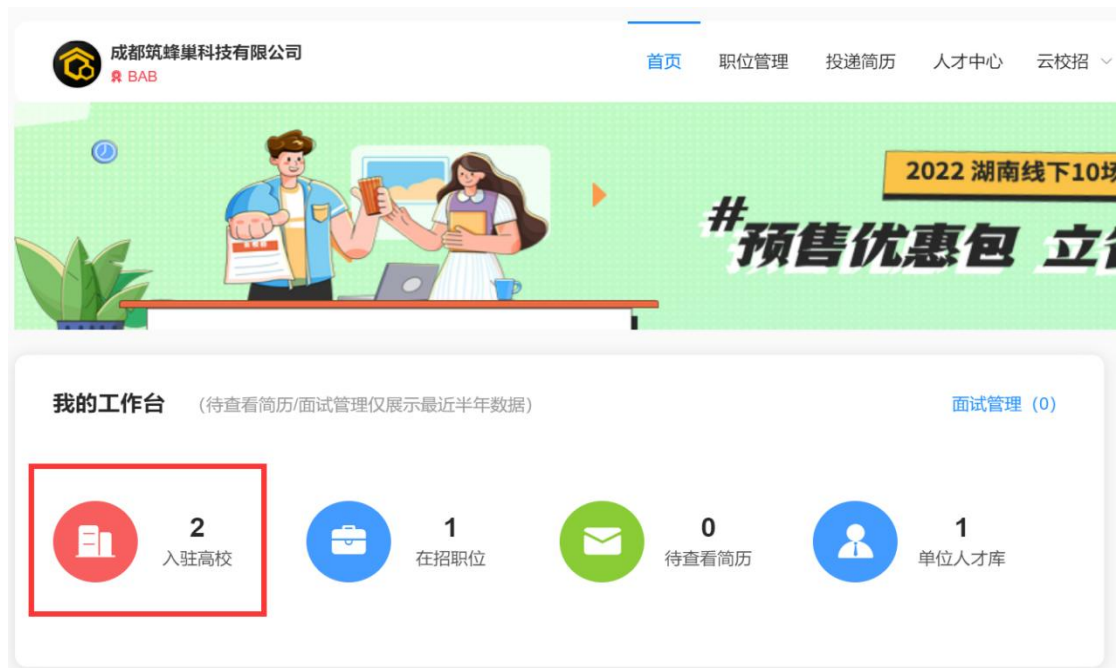 成都筑蜂巢科技有限公司
BAB
首页 职位管理 投递简历 人才中心 云校招
2022 湖南线下10场
#预售优惠包 立
我的工作台 (待查看简历/面试管理仅展示最近半年数据) 面试管理 (0)
2 1 0 1
入驻高校 在招职位 待查看简历 单位人才库